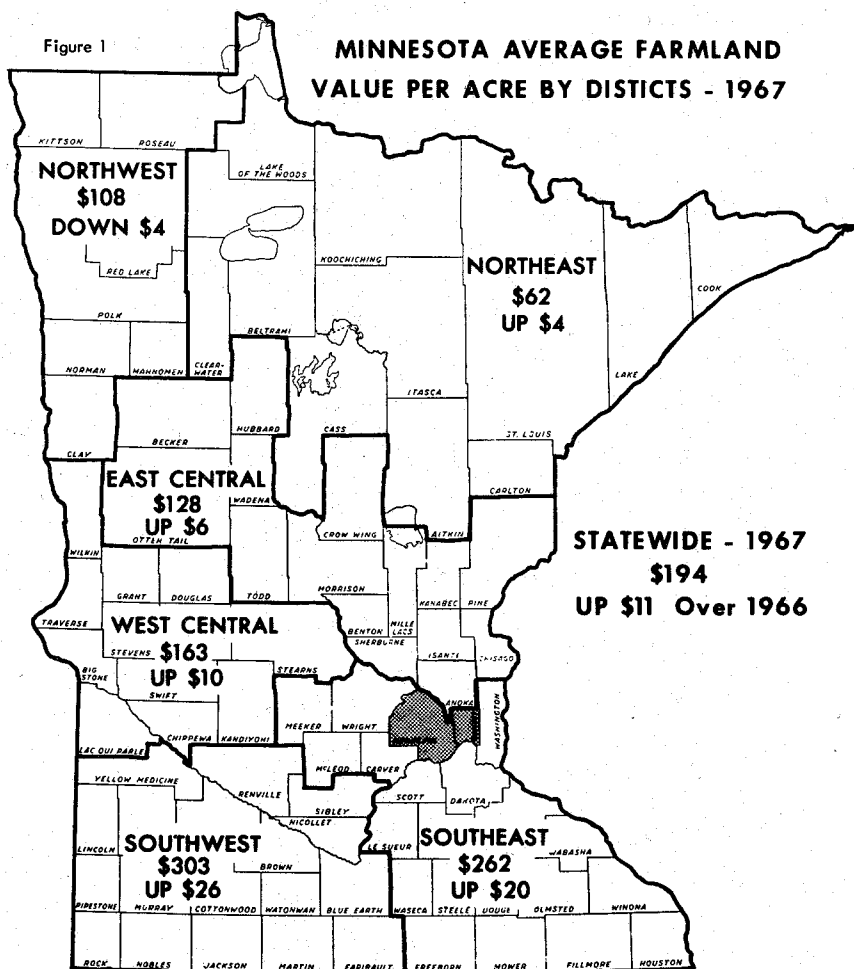 Figure 1
MINNESOTA AVERAGE FARMLAND
VALUE PER ACRE BY DISTICTS - 1967
KITTSON
ROSEAU
LAKE
OF THE WOODS
NORTHWEST
$108
DOWN $4
RED LAKE
KOOCHICHING
NORTHEAST
$62
UP $4
COOK
POLK
BELTRAMI
NORMAN
MAHNOMEN
CLEAR-
WATER
LAKE
ITASCA
HUBBARD
CASS
ST. LOUIS
BECKER
CLAY
EAST CENTRAL
$128
UP $6
WADENA
CARLTON
OTTER TAIL
CROW WING
AITKIN
STATEWIDE - 1967
$194
UP $11 Over 1966
WILKIN
GRANT
DOUGLAS
TODD
MORRISON
KANABEC
PINE
TRAVERSE
WEST CENTRAL
$163
UP $10
BENTON
MILLE
LACS
SHERBURNE
STEVENS
STEARNS
ISANTI
CHISAGO
BIG
STONE
SWIFT
ANOKA
WASHINGTON
MEEKER
WRIGHT
CHIPPEWA
KANDIYOHI
LAC QUI PARLE
McLEOD
CARVER
YELLOW MEDICINE
RENVILLE
SCOTT
DAKOTA
SIBLEY
NICOLLET
SOUTHWEST
$303
UP $26
LINCOLN
BROWN
LE SUEUR
SOUTHEAST
$262
UP $20
WABASHA
PIPESTONE
MURRAY
COTTONWOOD
WATONWAN
BLUE EARTH
WASECA
STEELE
DODGE
OLMSTED
WINONA
ROCK
NOBLES
JACKSON
MARTIN
FARIBAULT
FREEBORN
MOWER
FILLMORE
HOUSTON